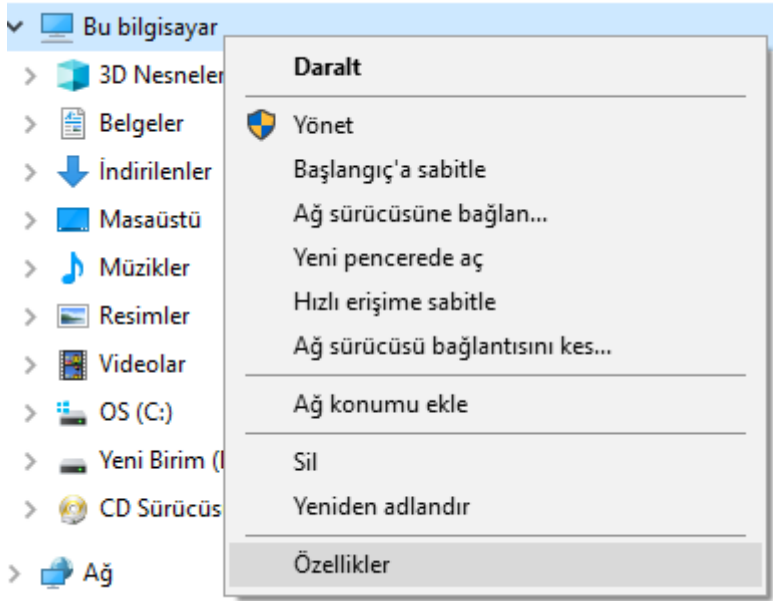 Bu bilgisayar
3D Nesneler
Belgeler
İndirilenler
Masaüstü
Müzikler
Resimler
Videolar
OS (C:)
Yeni Birim (
CD Sürücüs
Ağ
Daralt
Yönet
Başlangıç'a sabitle
Ağ sürücüsüne bağlan...
Yeni pencerede aç
Hızlı erişime sabitle
Ağ sürücüsü bağlantısını kes...
Ağ konumu ekle
Sil
Yeniden adlandır
Özellikler